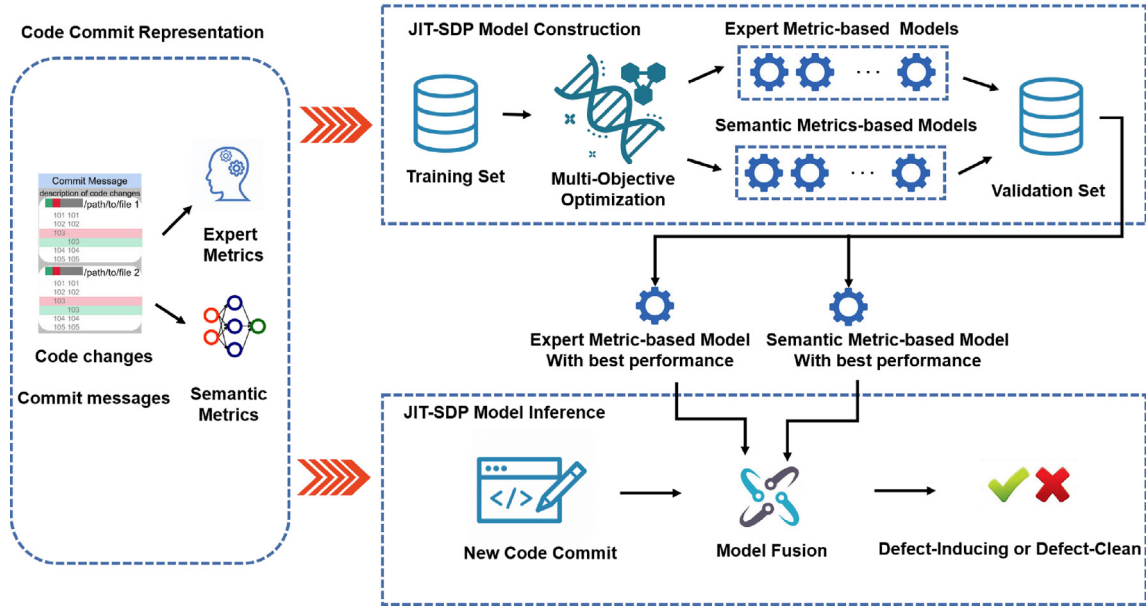 Code Commit Representation
Commit Message
description of code changes
/path/to/file 1
101 101
102 102
103
103
104 104
105 105
/path/to/file 2
101 101
102 102
103
103
104 104
105 105
Code changes
Commit messages
Expert
Metrics
Semantic
Metrics
JIT-SDP Model Construction
Training Set
Multi-Objective
Optimization
Expert Metric-based Models
...
Semantic Metrics-based Models
...
Validation Set
Expert Metric-based Model
With best performance
Semantic Metric-based Model
With best performance
JIT-SDP Model Inference
</>
New Code Commit
Model Fusion
Defect-Inducing or Defect-Clean